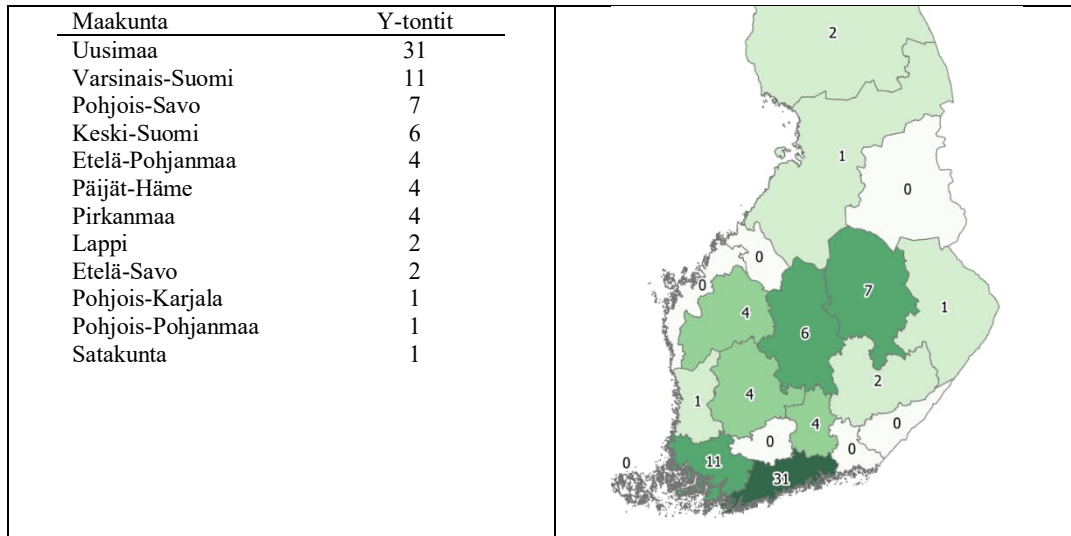 Maakunta Y-tontit
Uusimaa 31
Varsinais-Suomi 11
Pohjois-Savo 7
Keski-Suomi 6
Etelä-Pohjanmaa 4
Päijät-Häme 4
Pirkanmaa 4
Lappi 2
Etelä-Savo 2
Pohjois-Karjala 1
Pohjois-Pohjanmaa 1
Satakunta 1
2
1
0
0
0
7
4
6
1
2
4
1
4
0
0
0
11
0
31